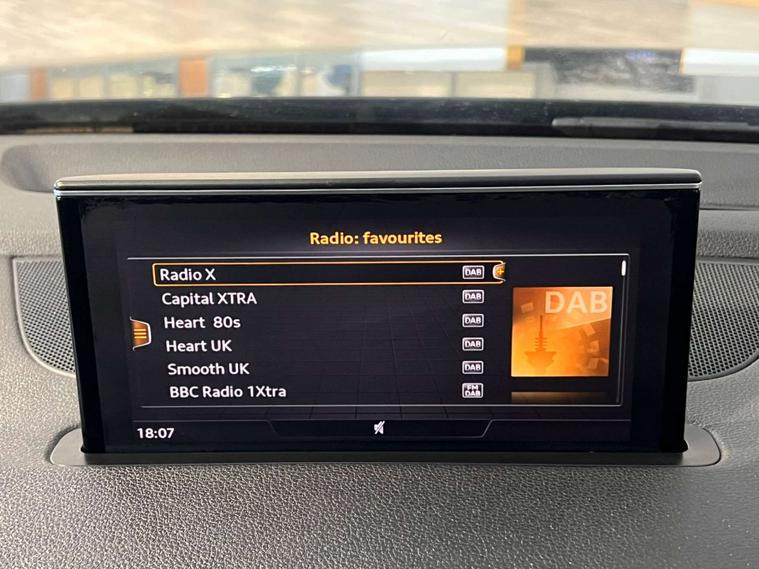 Radio: favourites
Radio X DAB
Capital XTRA DAB
Heart 80s DAB
Heart UK DAB
Smooth UK DAB
BBC Radio 1Xtra FM DAB
DAB
18:07